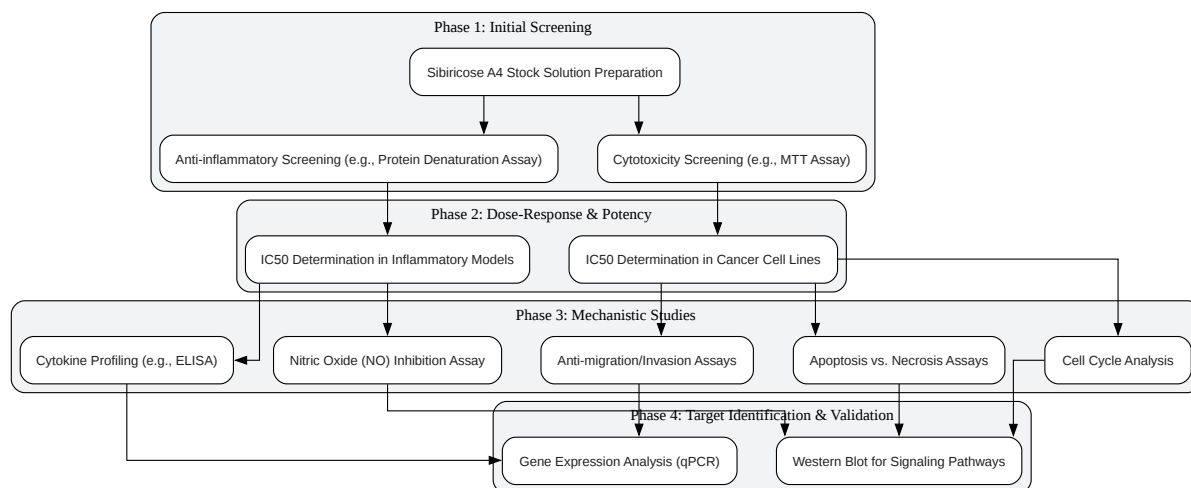 Phase 1: Initial Screening
Sibiricose A4 Stock Solution Preparation
Anti-inflammatory Screening (e.g., Protein Denaturation Assay)
Cytotoxicity Screening (e.g., MTT Assay)
Phase 2: Dose-Response & Potency
IC50 Determination in Inflammatory Models
IC50 Determination in Cancer Cell Lines
Phase 3: Mechanistic Studies
Cytokine Profiling (e.g., ELISA)
Nitric Oxide (NO) Inhibition Assay
Anti-migration/Invasion Assays
Apoptosis vs. Necrosis Assays
Cell Cycle Analysis
Phase 4: Target Identification & Validation
Gene Expression Analysis (qPCR)
Western Blot for Signaling Pathways